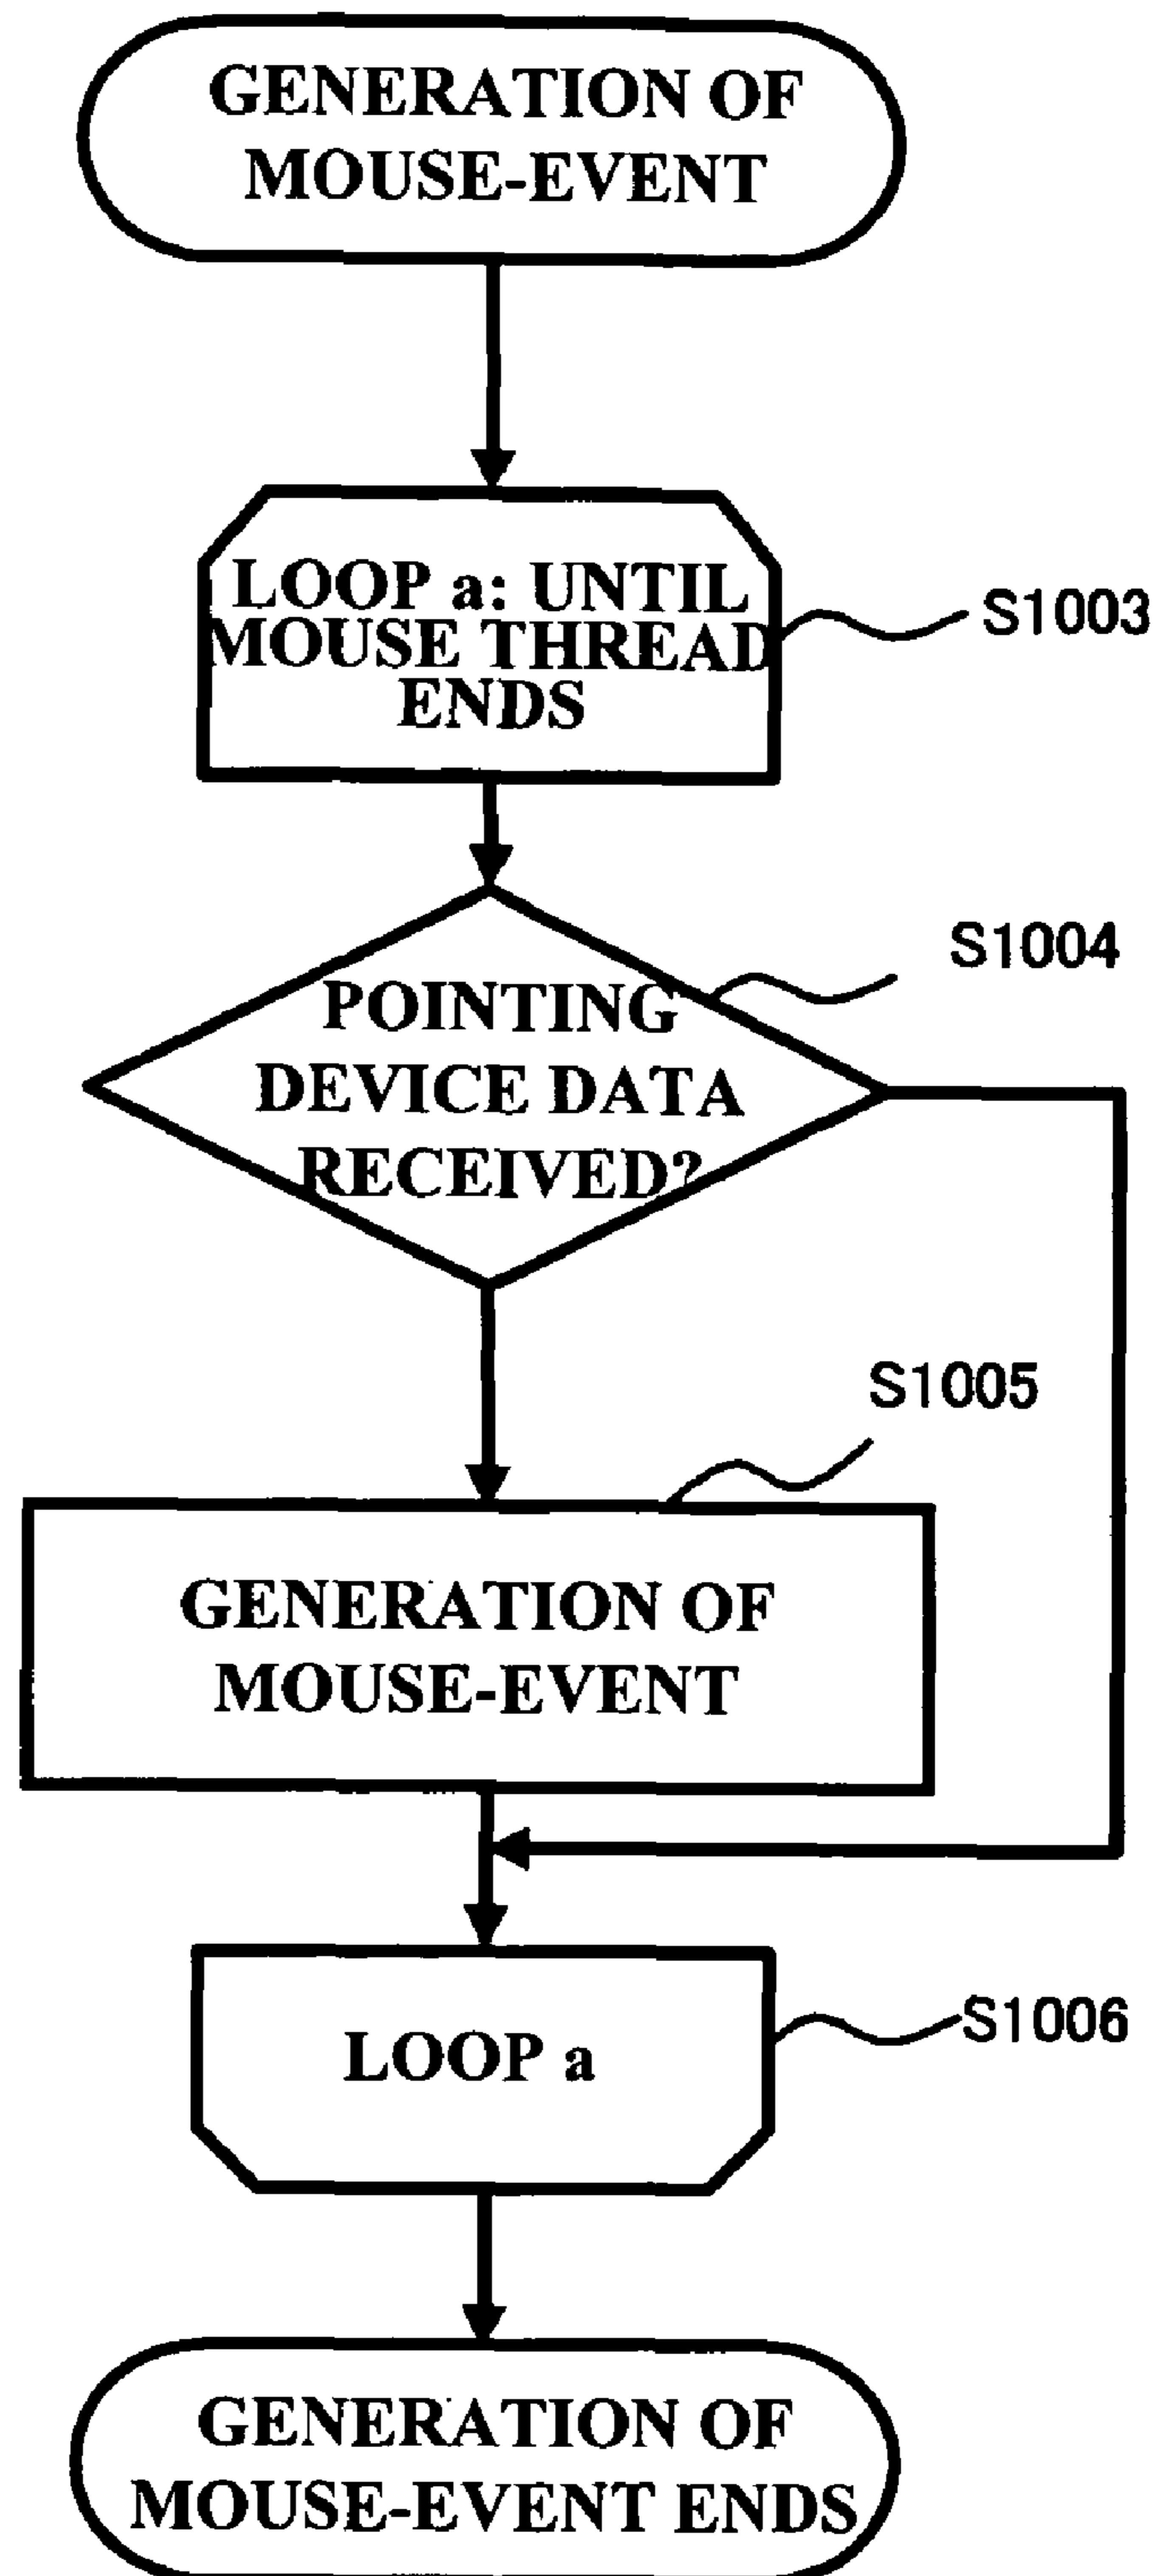 GENERATION OF
MOUSE-EVENT
LOOP a: UNTIL
MOUSE THREAD
ENDS
S1003
S1004
POINTING
DEVICE DATA
RECEIVED?
S1005
GENERATION OF
MOUSE-EVENT
LOOP a
S1006
GENERATION OF
MOUSE-EVENT ENDS